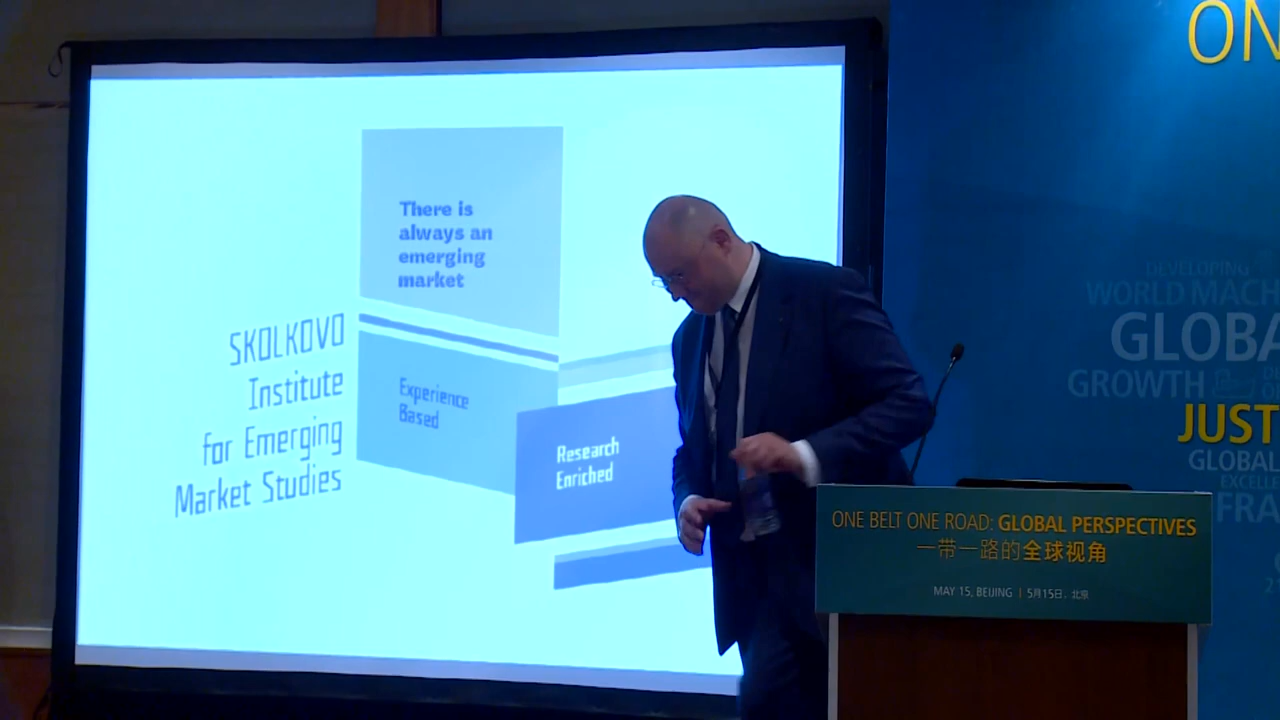 There is
always an
emerging
market
SKOLKOVO
Institute
for Emerging
Market Studies
Experience
Based
Research
Enriched
ON
DEVELOPING
WORLD MACH
GLOBA
GROWTH
JUST
GLOBAL
EXCELL
FRA
ONE BELT ONE ROAD: GLOBAL PERSPECTIVES
一带一路的全球视角
MAY 15, BEIJING | 5月15日，北京